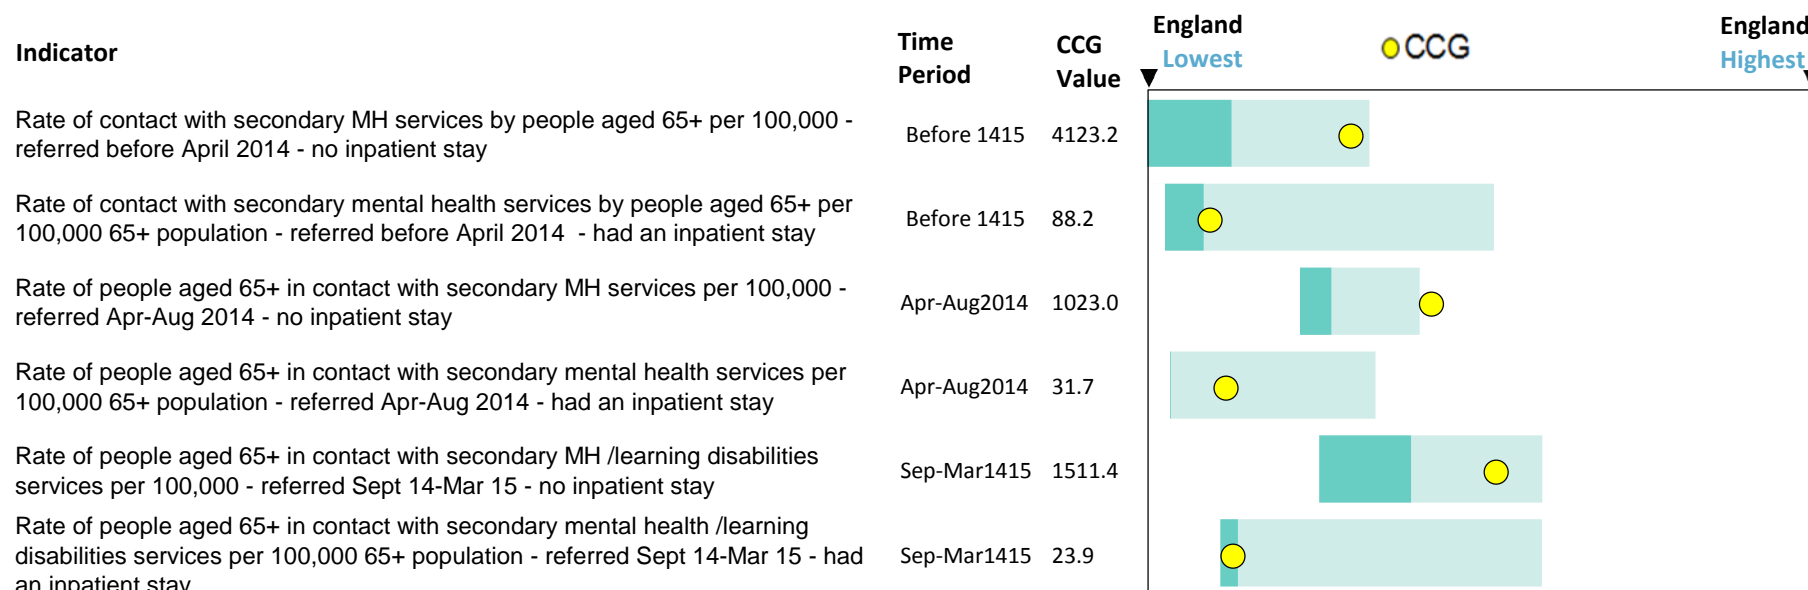 Indicator
Time Period
CCG Value
England Lowest
CCG
England Highest
Rate of contact with secondary MH services by people aged 65+ per 100,000 -
referred before April 2014 - no inpatient stay
Before 1415 4123.2
Rate of contact with secondary mental health services by people aged 65+ per
100,000 65+ population - referred before April 2014 - had an inpatient stay
Before 1415 88.2
Rate of people aged 65+ in contact with secondary MH services per 100,000 -
referred Apr-Aug 2014 - no inpatient stay
Apr-Aug2014 1023.0
Rate of people aged 65+ in contact with secondary mental health services per
100,000 65+ population - referred Apr-Aug 2014 - had an inpatient stay
Apr-Aug2014 31.7
Rate of people aged 65+ in contact with secondary MH /learning disabilities
services per 100,000 - referred Sept 14-Mar 15 - no inpatient stay
Sep-Mar1415 1511.4
Rate of people aged 65+ in contact with secondary mental health /learning
disabilities services per 100,000 65+ population - referred Sept 14-Mar 15 - had
an inpatient stay
Sep-Mar1415 23.9